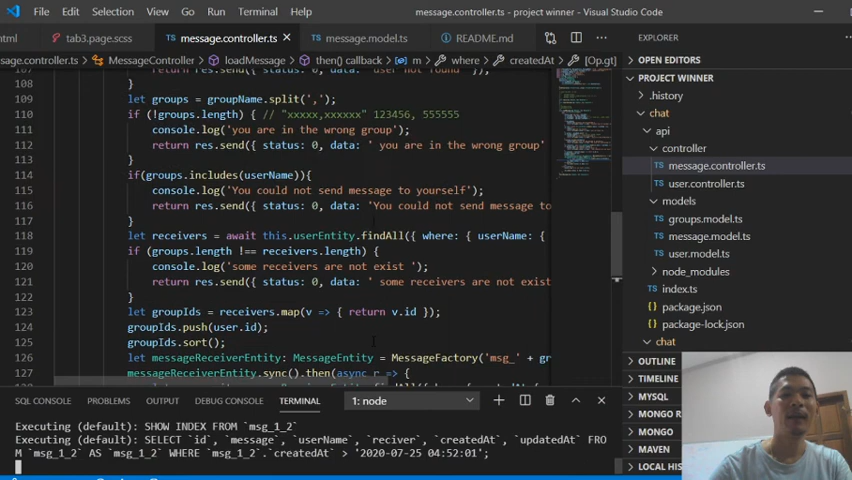 File Edit Selection View Go Run Terminal Help
message.controller.ts - project winner - Visual Studio Code
html
tab3.page.scss
TS message.controller.ts
TS message.model.ts
README.md
EXPLORER
ssage.controller.ts > MessageController > loadMessage > then() callback > m > where > createdAt > [Op.gt]
OPEN EDITORS
PROJECT WINNER
.history
chat
api
controller
TS message.controller.ts
TS user.controller.ts
models
TS groups.model.ts
TS message.model.ts
TS user.model.ts
node_modules
TS index.ts
package.json
package-lock.json
chat
OUTLINE
TIMELINE
MYSQL
MONGO
MONGO
MAVEN
LOCAL HIS
107 return res.send({ status: 0, data: 'user not found' });
108 }
109 let groups = groupName.split(',');
110 if (!groups.length) { // "xxxxx,xxxxxx" 123456, 555555
111 console.log('you are in the wrong group');
112 return res.send({ status: 0, data: ' you are in the wrong group'
113 }
114 if(groups.includes(userName)){
115 console.log('You could not send message to yourself');
116 return res.send({ status: 0, data: 'You could not send message to
117 }
118 let receivers = await this.userEntity.findAll({ where: { userName: {
119 if (groups.length !== receivers.length) {
120 console.log('some receivers are not exist ');
121 return res.send({ status: 0, data: ' some receivers are not exist
122 }
123 let groupIds = receivers.map(v => { return v.id });
124 groupIds.push(user.id);
125 groupIds.sort();
126 let messageReceiverEntity: MessageEntity = MessageFactory('msg_' + gr
127 messageReceiverEntity.sync().then(async r => {
SQL CONSOLE PROBLEMS OUTPUT DEBUG CONSOLE TERMINAL 1: node
Executing (default): SHOW INDEX FROM `msg_1_2`
Executing (default): SELECT `id`, `message`, `userName`, `reciver`, `createdAt`, `updatedAt` FRO
M `msg_1_2` AS `msg_1_2` WHERE `msg_1_2`.`createdAt` > '2020-07-25 04:52:01';